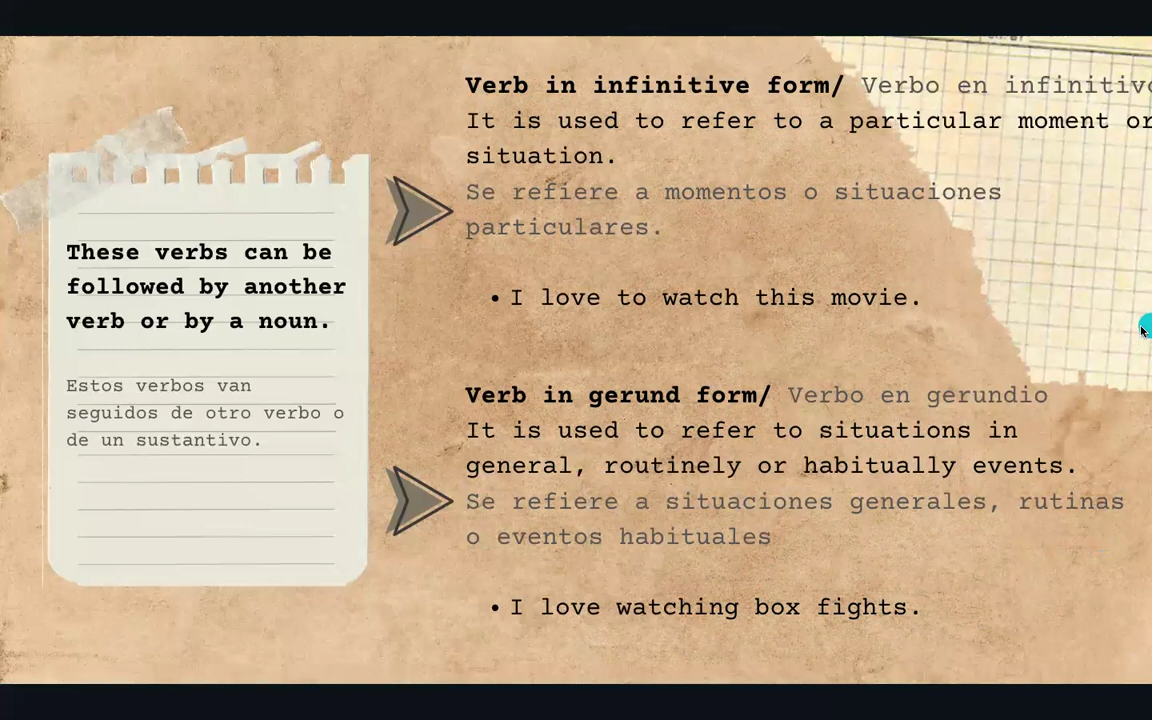 These verbs can be
followed by another
verb or by a noun.
Estos verbos van
seguidos de otro verbo o
de un sustantivo.
Verb in infinitive form/ Verbo en infinitivo
It is used to refer to a particular moment or
situation.
Se refiere a momentos o situaciones
particulares.
• I love to watch this movie.
Verb in gerund form/ Verbo en gerundio
It is used to refer to situations in
general, routinely or habitually events.
Se refiere a situaciones generales, rutinas
o eventos habituales
• I love watching box fights.